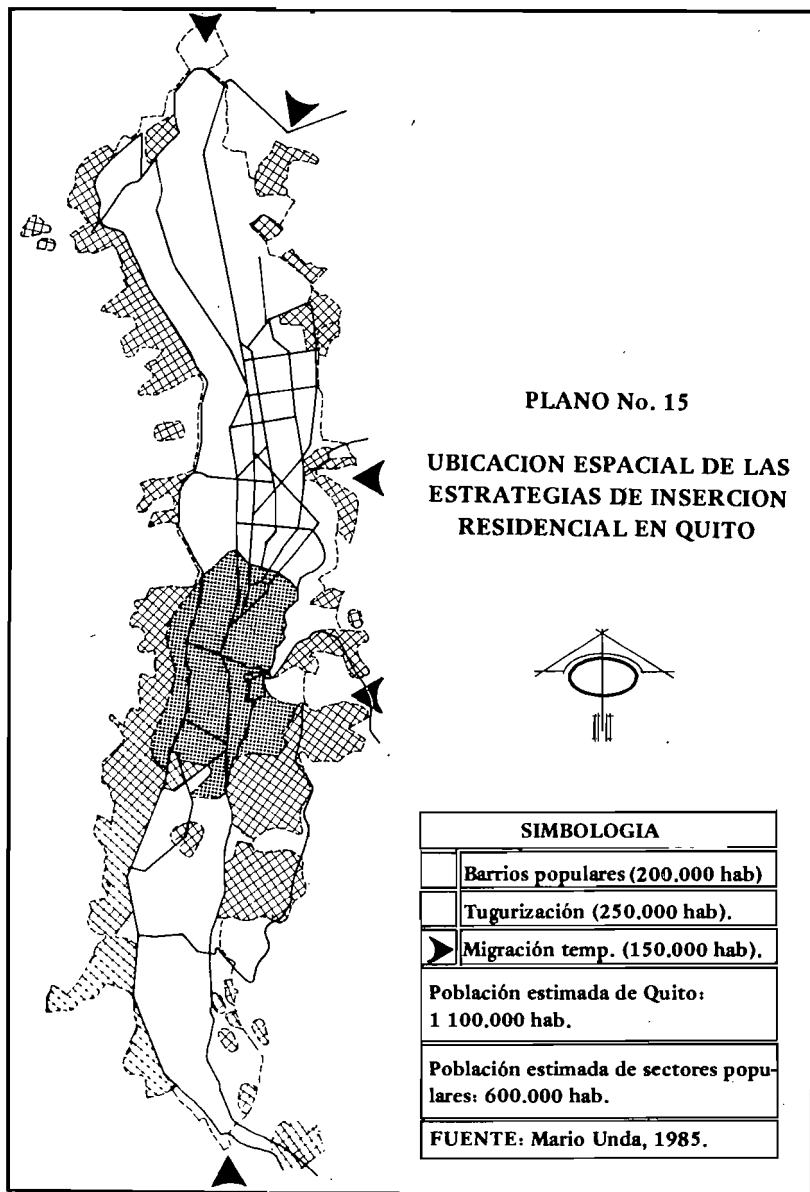 PLANO No. 15
UBICACION ESPACIAL DE LAS
ESTRATEGIAS DE INSERCION
RESIDENCIAL EN QUITO
SIMBOLOGIA
Barrios populares (200.000 hab)
Tugurización (250.000 hab).
Migración temp. (150.000 hab).
Población estimada de Quito:
1 100.000 hab.
Población estimada de sectores popu-
lares: 600.000 hab.
FUENTE: Mario Unda, 1985.